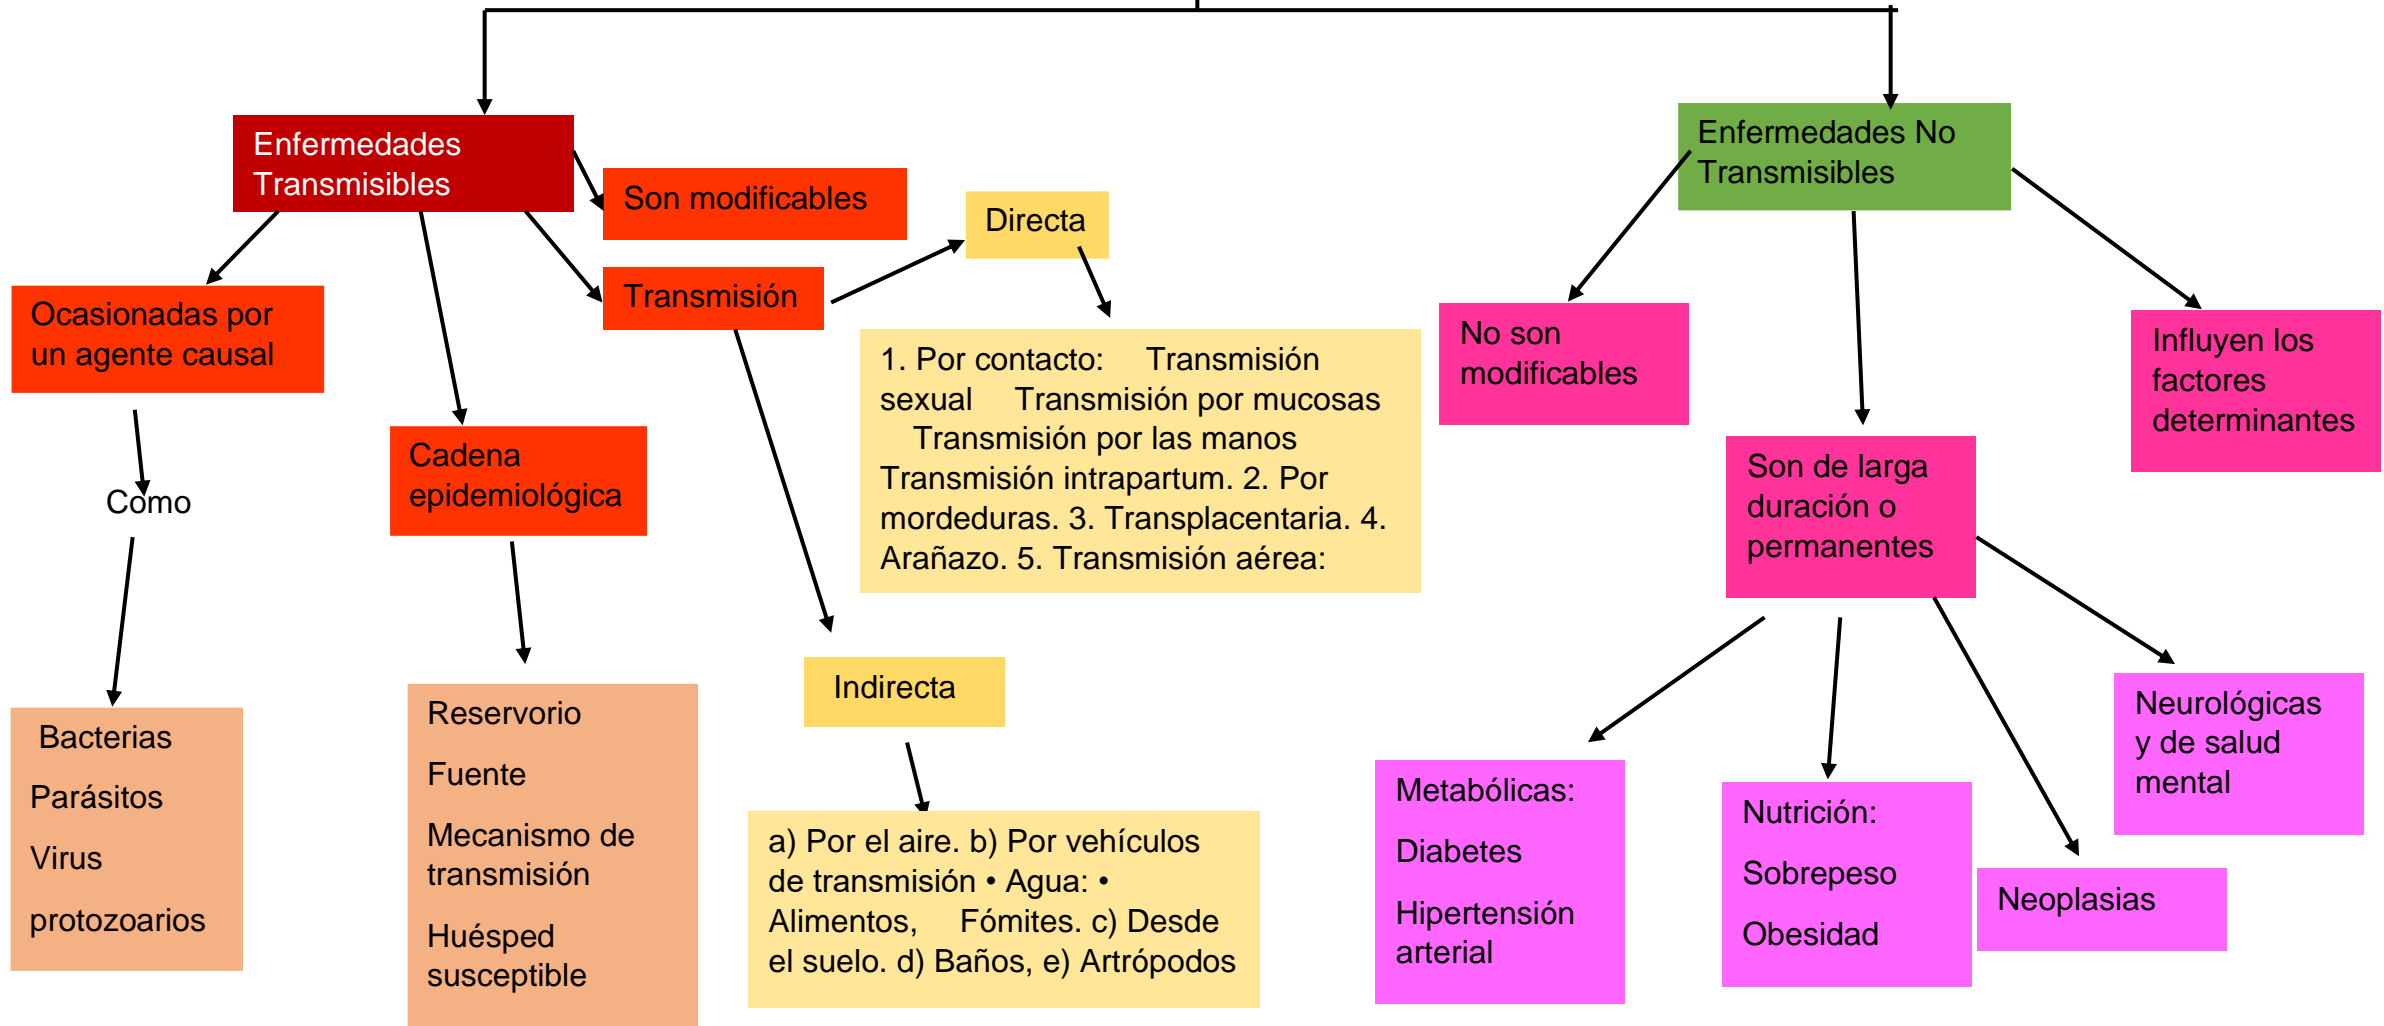 Enfermedades
Transmisibles
Son modificables
Directa
Transmisión
Ocasionadas por
un agente causal
Como
Cadena
epidemiológica
1. Por contacto: Transmisión
sexual Transmisión por mucosas
Transmisión por las manos
Transmisión intrapartum. 2. Por
mordeduras. 3. Transplacentaria. 4.
Arañazo. 5. Transmisión aérea:
Indirecta
Bacterias
Parásitos
Virus
protozoarios
Reservorio
Fuente
Mecanismo de
transmisión
Huésped
susceptible
a) Por el aire. b) Por vehículos
de transmisión • Agua: •
Alimentos, Fómites. c) Desde
el suelo. d) Baños, e) Artrópodos
Enfermedades No
Transmisibles
No son
modificables
Influyen los
factores
determinantes
Son de larga
duración o
permanentes
Metabólicas:
Diabetes
Hipertensión
arterial
Nutrición:
Sobrepeso
Obesidad
Neoplasias
Neurológicas
y de salud
mental